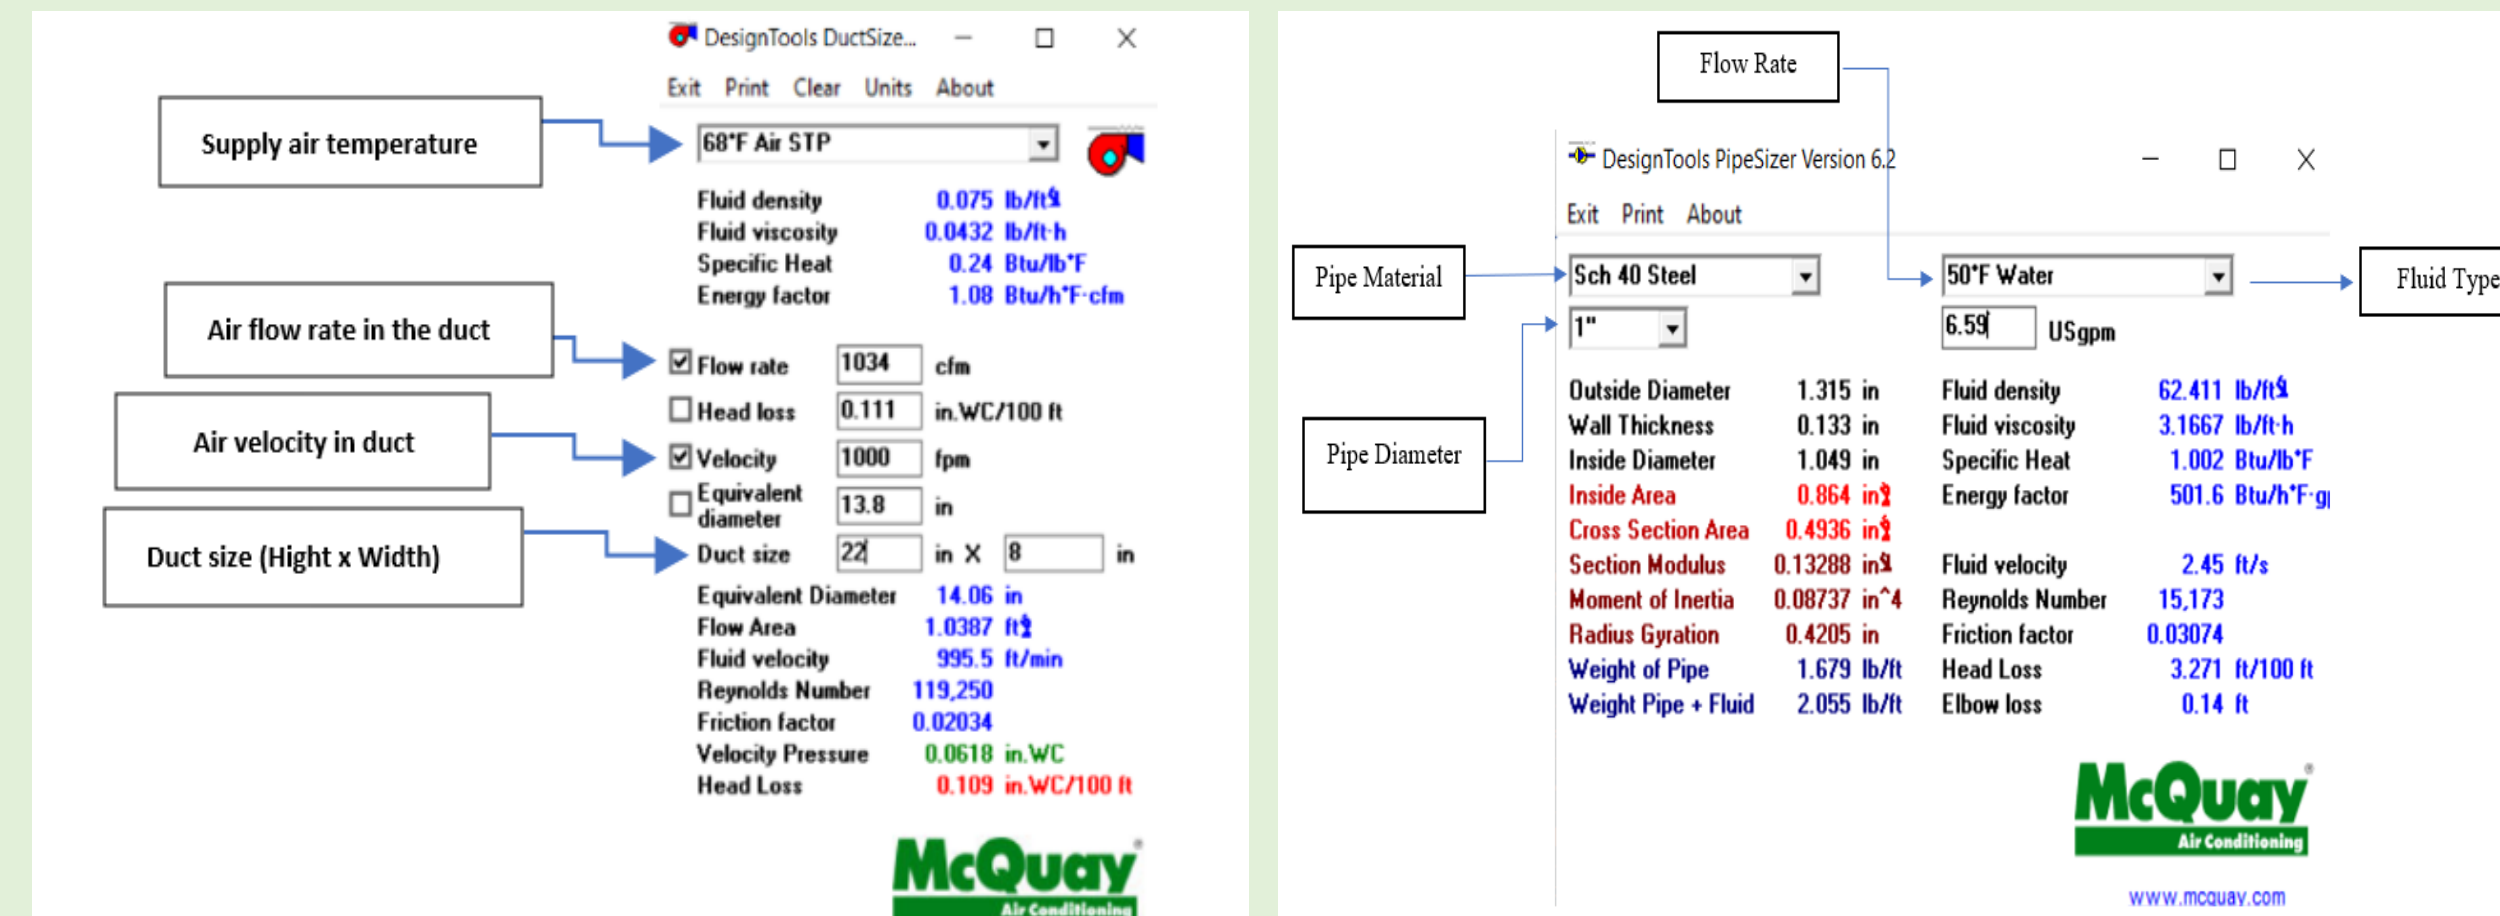 DesignTools DuctSize...
Exit Print Clear Units About
Supply air temperature
68°F Air STP
Fluid density 0.075 lb/ft³
Fluid viscosity 0.0432 lb/ft·h
Specific Heat 0.24 Btu/lb°F
Energy factor 1.08 Btu/h°F·cfm
Air flow rate in the duct
Flow rate 1034 cfm
Head loss 0.111 in.WC/100 ft
Air velocity in duct
Velocity 1000 fpm
Equivalent
diameter 13.8 in
Duct size (Hight x Width)
Duct size 22 in X 8 in
Equivalent Diameter 14.06 in
Flow Area 1.0387 ft²
Fluid velocity 995.5 ft/min
Reynolds Number 119,250
Friction factor 0.02034
Velocity Pressure 0.0618 in.WC
Head Loss 0.109 in.WC/100 ft
McQuay®
Air Conditioning
Flow Rate
DesignTools PipeSizer Version 6.2
Exit Print About
Pipe Material
Sch 40 Steel
50°F Water
Fluid Type
1"
6.59 USgpm
Pipe Diameter
Outside Diameter 1.315 in
Wall Thickness 0.133 in
Inside Diameter 1.049 in
Inside Area 0.864 in²
Cross Section Area 0.4936 in²
Section Modulus 0.13288 in³
Moment of Inertia 0.08737 in^4
Radius Gyration 0.4205 in
Weight of Pipe 1.679 lb/ft
Weight Pipe + Fluid 2.055 lb/ft
Fluid density 62.411 lb/ft³
Fluid viscosity 3.1667 lb/ft·h
Specific Heat 1.002 Btu/lb°F
Energy factor 501.6 Btu/h°F·g
Fluid velocity 2.45 ft/s
Reynolds Number 15,173
Friction factor 0.03074
Head Loss 3.271 ft/100 ft
Elbow loss 0.14 ft
McQuay®
Air Conditioning
www.mcquay.com